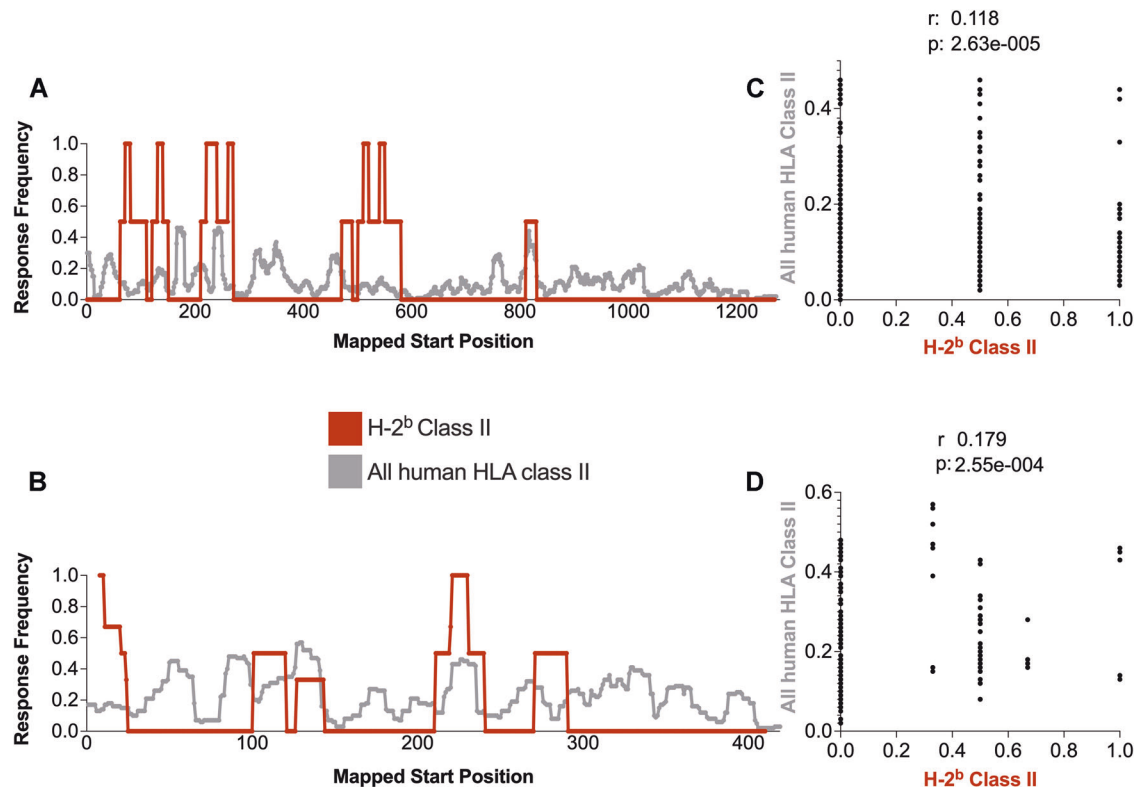 A
Response Frequency
1.0
0.8
0.6
0.4
0.2
0.0
0 200 400 600 800 1000 1200
Mapped Start Position
r: 0.118
p: 2.63e-005
C
All human HLA Class II
0.4
0.2
0.0
0.0 0.2 0.4 0.6 0.8 1.0
H-2ᵇ Class II
H-2ᵇ Class II
All human HLA class II
B
Response Frequency
1.0
0.8
0.6
0.4
0.2
0.0
0 100 200 300 400
Mapped Start Position
r 0.179
p: 2.55e-004
D
All human HLA Class II
0.6
0.4
0.2
0.0
0.0 0.2 0.4 0.6 0.8 1.0
H-2ᵇ Class II